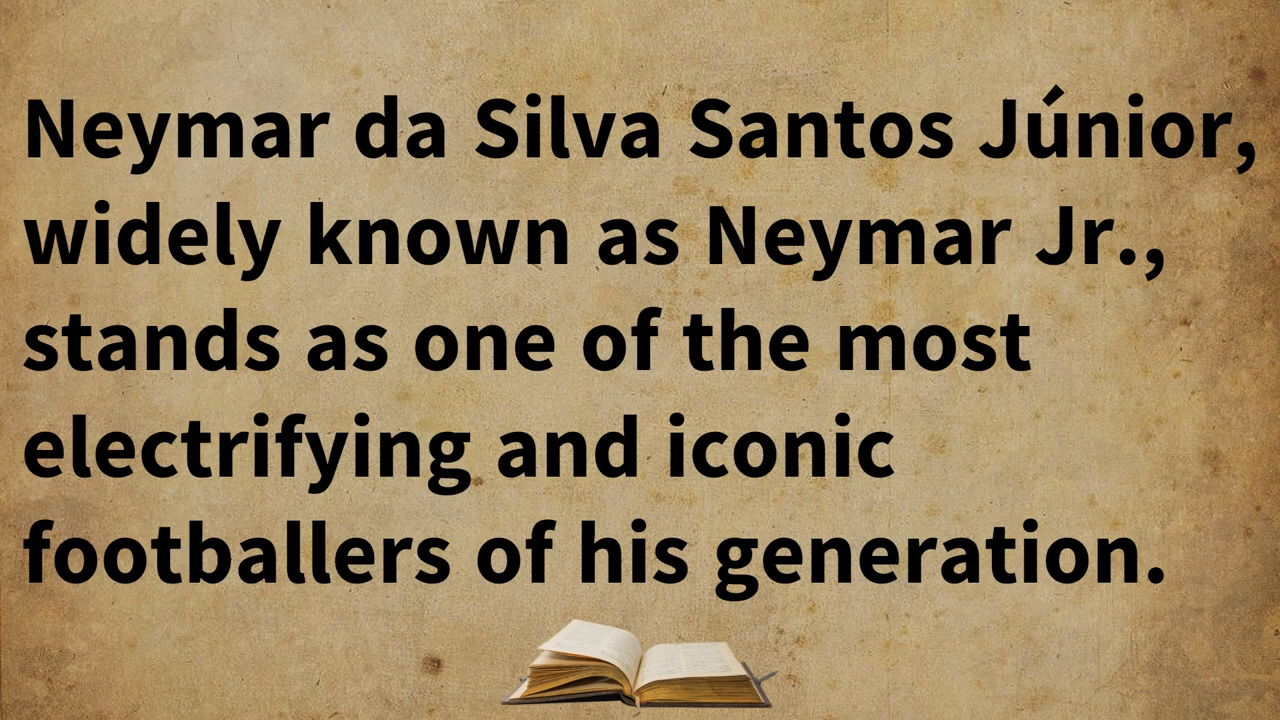 Neymar da Silva Santos Júnior,
widely known as Neymar Jr.,
stands as one of the most
electrifying and iconic
footballers of his generation.